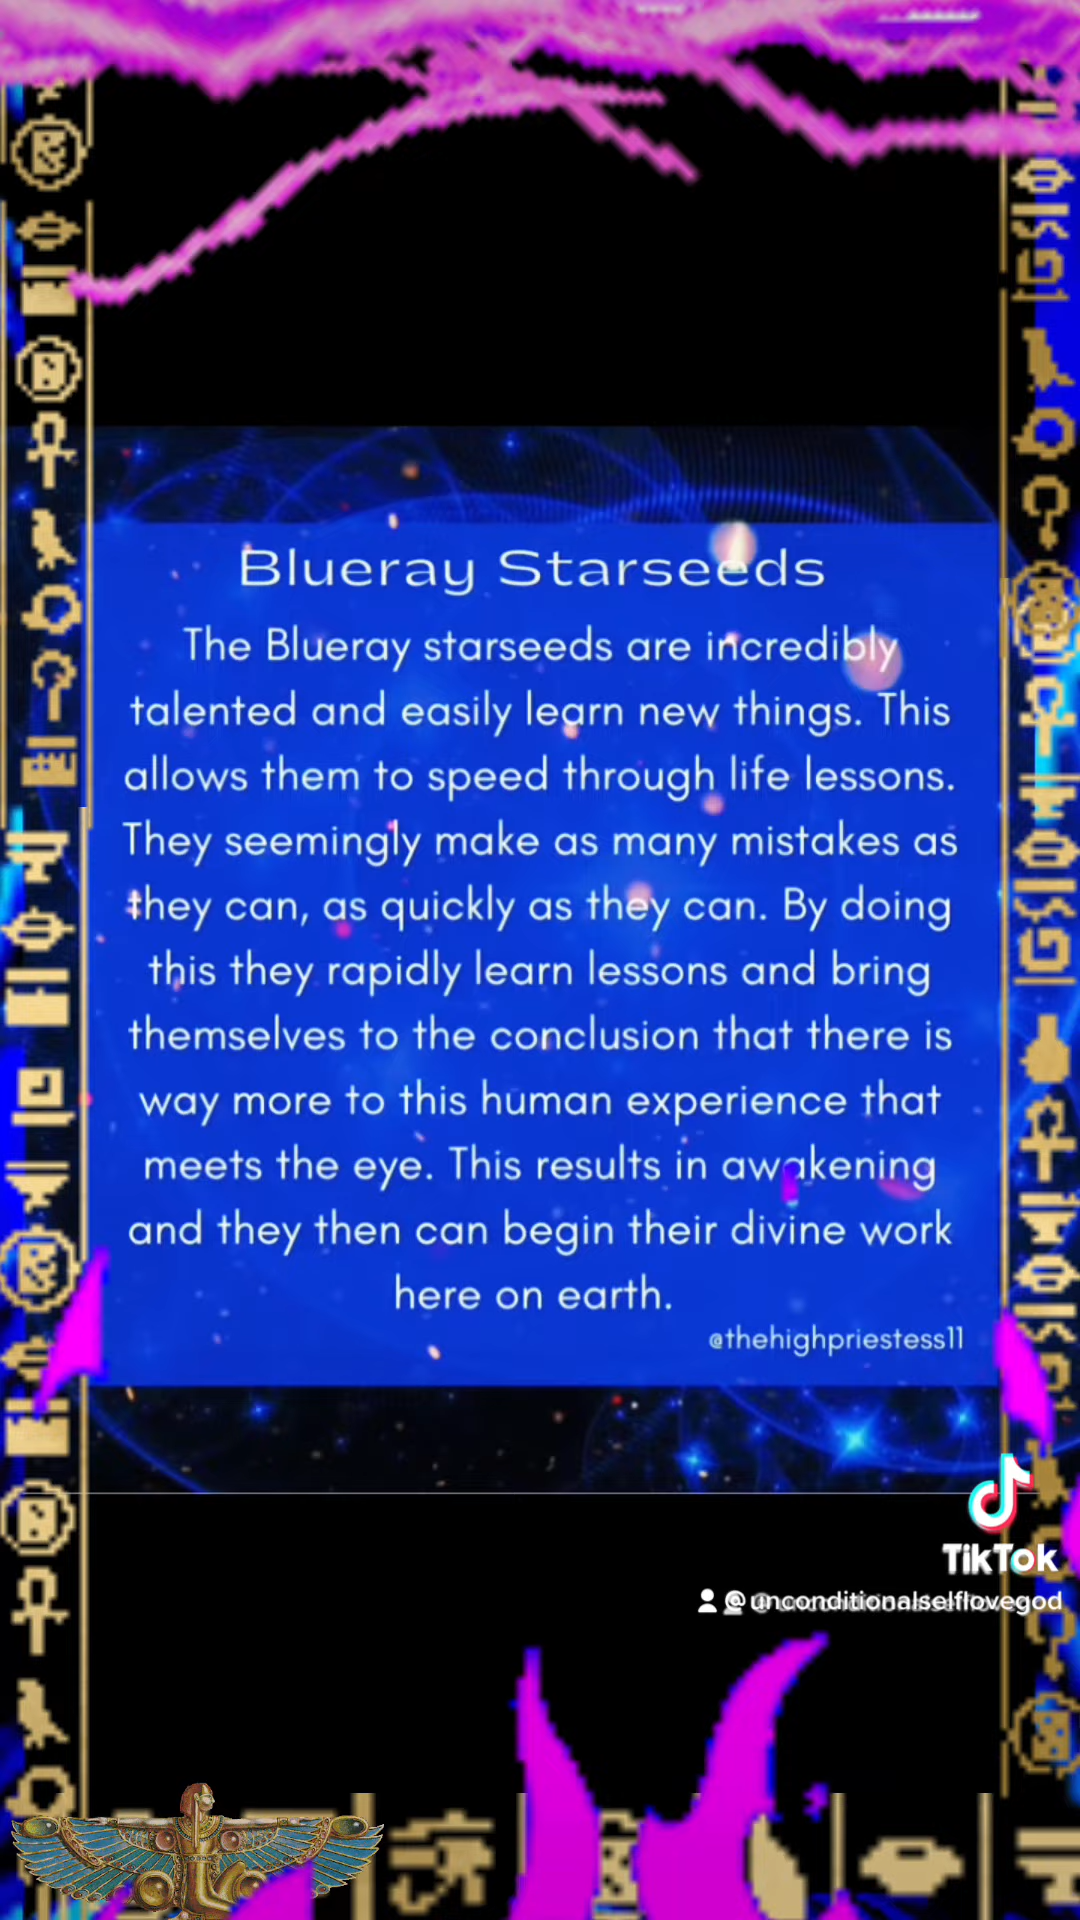 Blueray Starseeds
The Blueray starseeds are incredibly
talented and easily learn new things. This
allows them to speed through life lessons.
They seemingly make as many mistakes as
they can, as quickly as they can. By doing
this they rapidly learn lessons and bring
themselves to the conclusion that there is
way more to this human experience that
meets the eye. This results in awakening
and they then can begin their divine work
here on earth.
@thehighpriestess11
TikTok
@unconditionalselflovegod